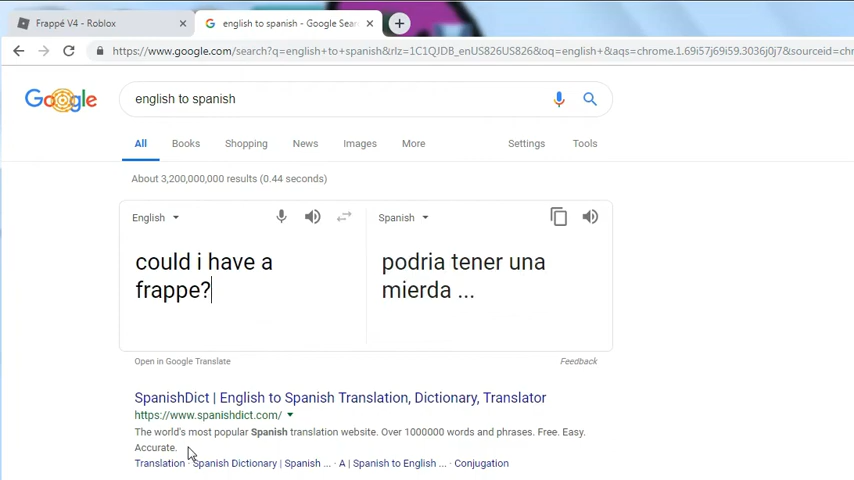 Frappé V4 - Roblox
english to spanish - Google Sear
https://www.google.com/search?q=english+to+spanish&rlz=1C1QJDB_enUS826US826&oq=english+&aqs=chrome.1.69i57j69i59.3036j0j7&sourceid=chr
Google
english to spanish
All Books Shopping News Images More Settings Tools
About 3,200,000,000 results (0.44 seconds)
English Spanish
could i have a
frappe?
podria tener una
mierda ...
Open in Google Translate Feedback
SpanishDict | English to Spanish Translation, Dictionary, Translator
https://www.spanishdict.com/
The world's most popular Spanish translation website. Over 1000000 words and phrases. Free. Easy.
Accurate.
Translation · Spanish Dictionary | Spanish ... · A | Spanish to English ... · Conjugation